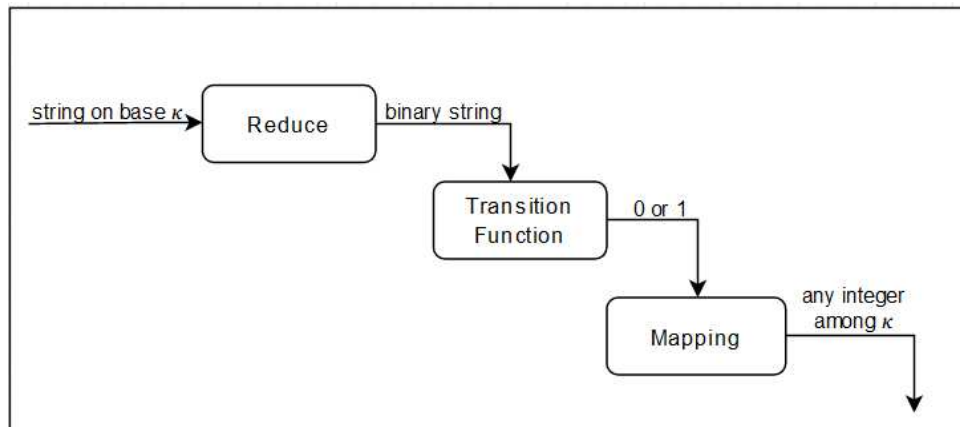 string on base κ
Reduce
binary string
Transition
Function
0 or 1
Mapping
any integer
among κ